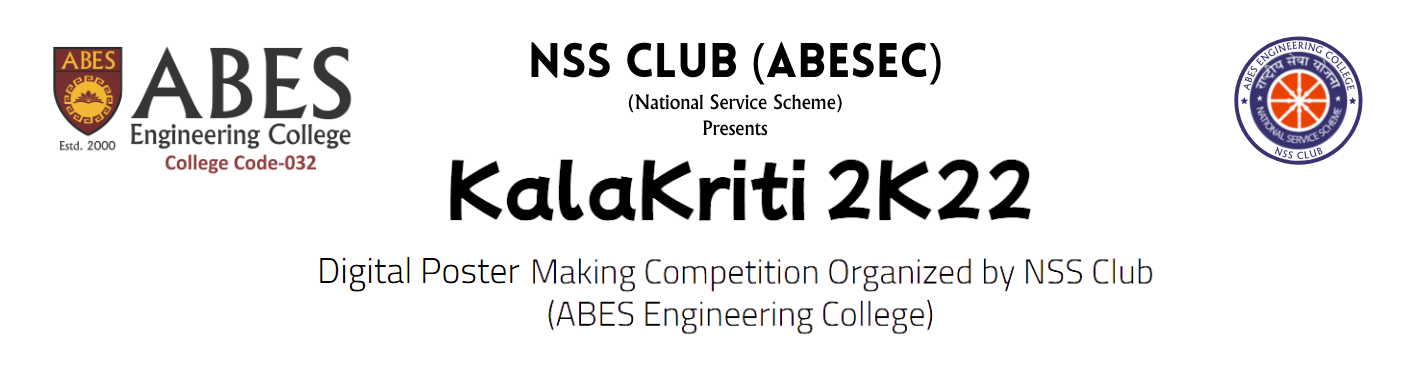 ABES
Estd. 2000
ABES
Engineering College
College Code-032
NSS CLUB (ABESEC)
(National Service Scheme)
Presents
KalaKriti 2K22
Digital Poster Making Competition Organized by NSS Club
(ABES Engineering College)
ABES ENGINEERING COLLEGE
राष्ट्रीय सेवा योजना
NATIONAL SERVICE SCHEME
NSS CLUB